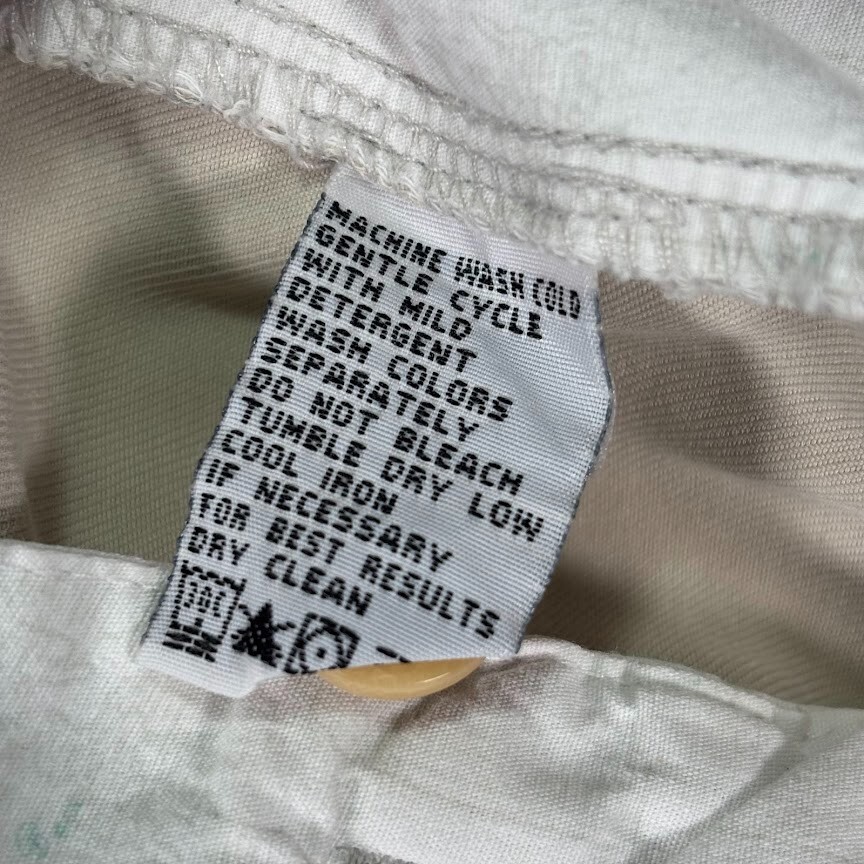 MACHINE WASH COLD
GENTLE CYCLE
WITH MILD
DETERGENT
WASH COLORS
SEPARATELY
DO NOT BLEACH
TUMBLE DRY LOW
COOL IRON
IF NECESSARY
FOR BEST RESULTS
DRY CLEAN